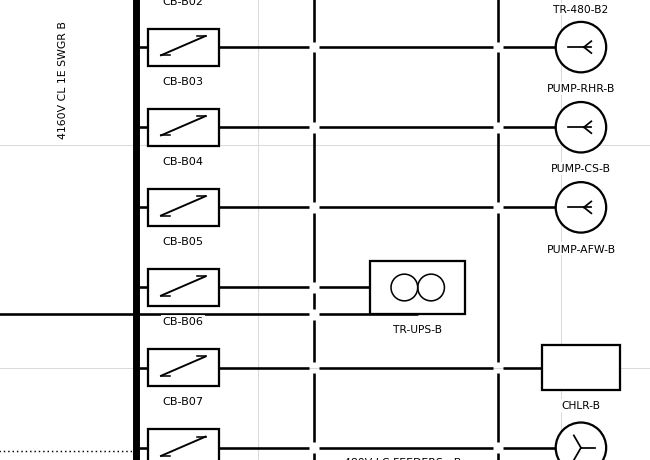 CB-B02
TR-480-B2
4160V CL 1E SWGR B
CB-B03
PUMP-RHR-B
CB-B04
PUMP-CS-B
CB-B05
PUMP-AFW-B
CB-B06
TR-UPS-B
CB-B07
CHLR-B